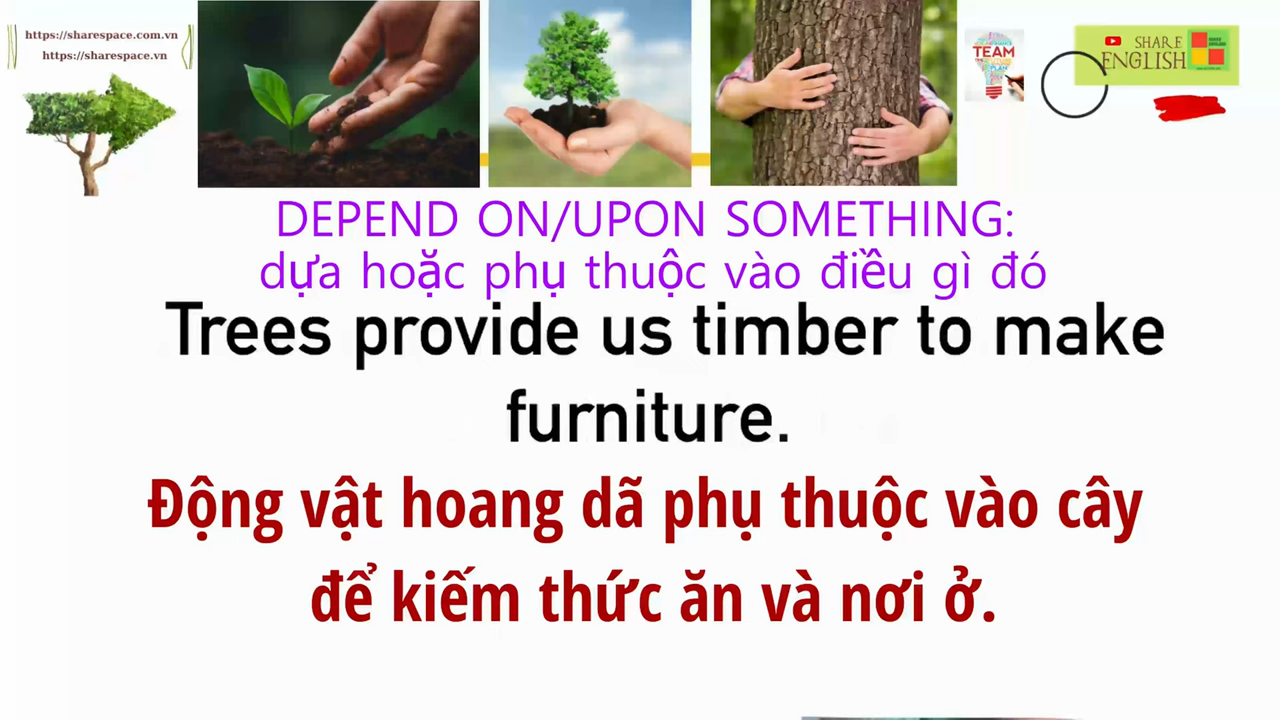 https://sharespace.com.vn
https://sharespace.vn
TEAM
PLAN
SHARE
ENGLISH
DEPEND ON/UPON SOMETHING:
dựa hoặc phụ thuộc vào điều gì đó
Trees provide us timber to make
furniture.
Động vật hoang dã phụ thuộc vào cây
để kiếm thức ăn và nơi ở.